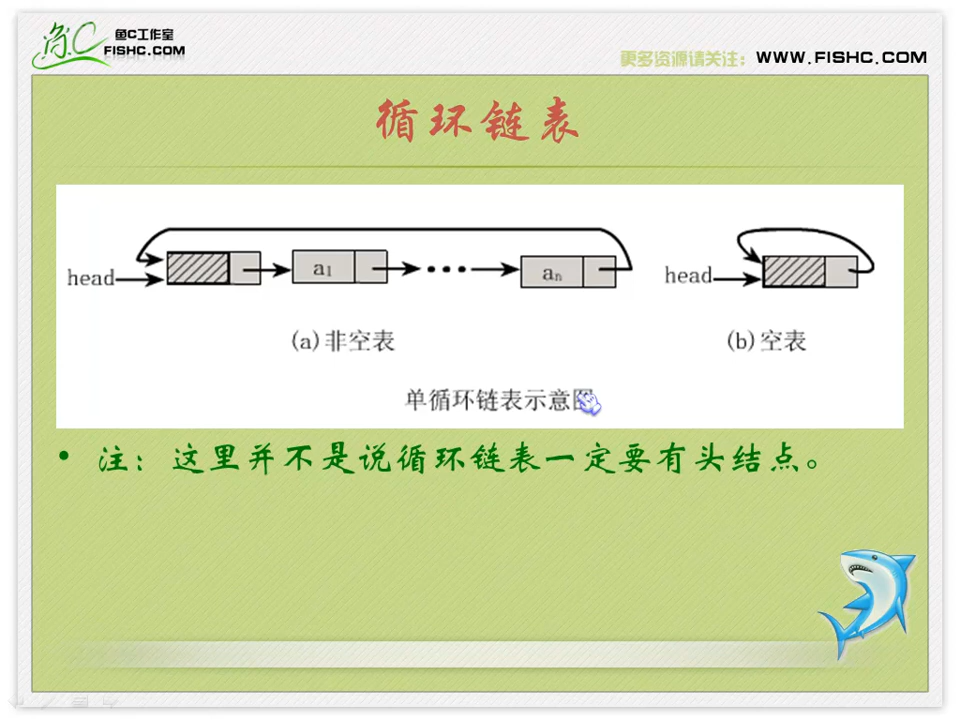 鱼C
鱼C工作室
FISHC.COM
更多资源请关注：WWW.FISHC.COM
循环链表
head a1 an head
(a)非空表 (b)空表
单循环链表示意图
• 注：这里并不是说循环链表一定要有头结点。